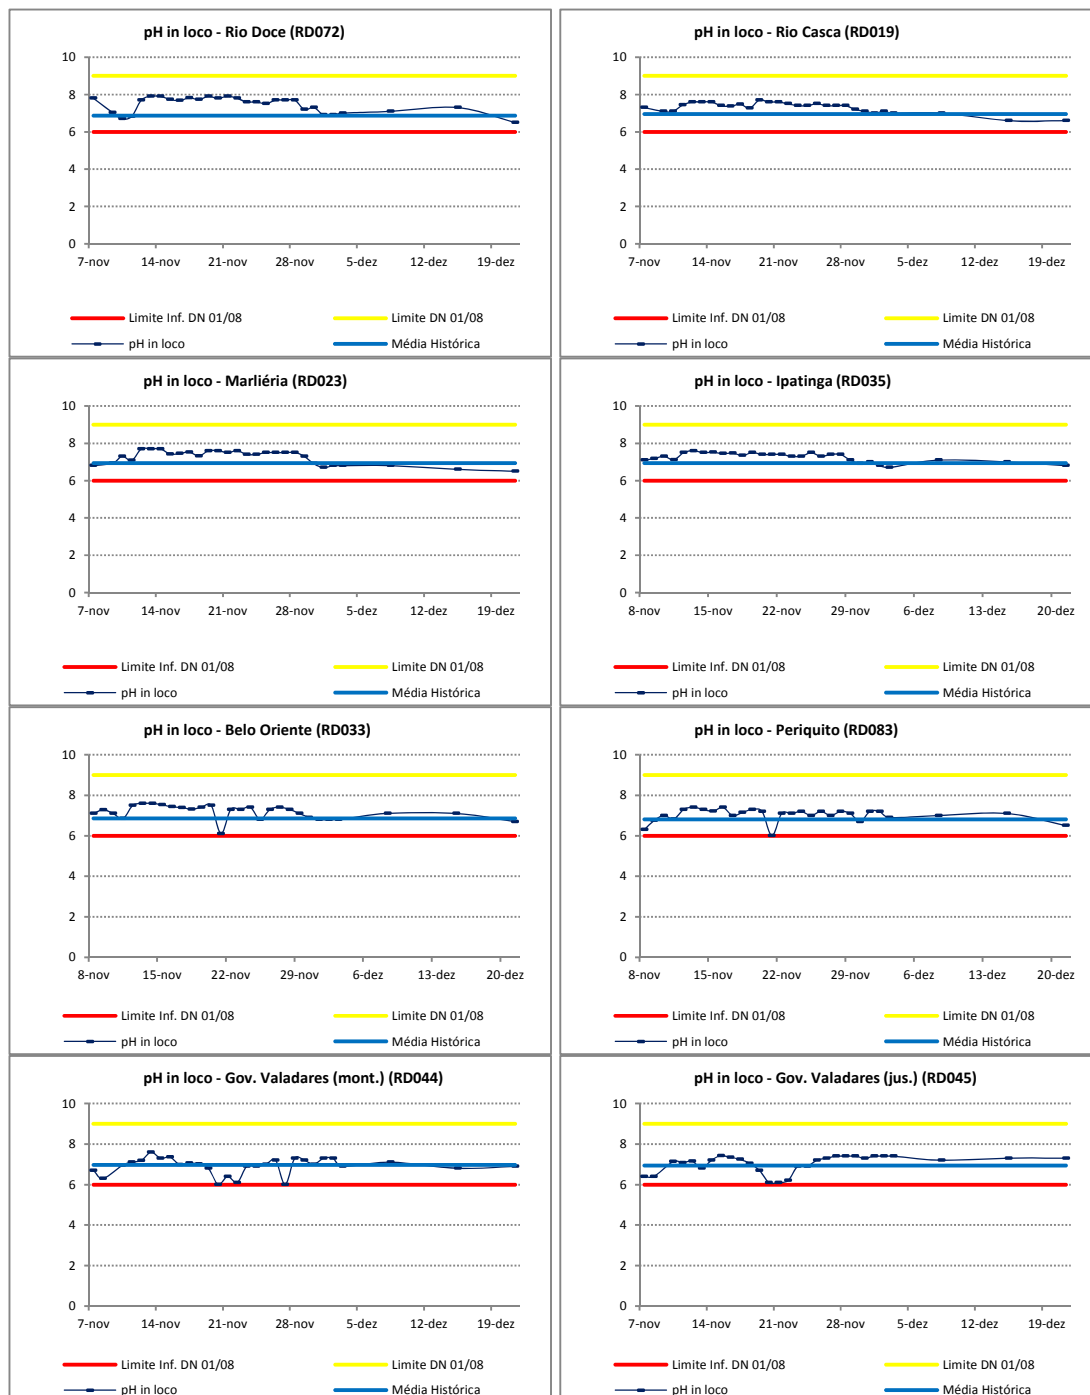 pH in loco - Rio Doce (RD072)
10
8
6
4
2
0
7-nov 14-nov 21-nov 28-nov 5-dez 12-dez 19-dez
Limite Inf. DN 01/08 Limite DN 01/08
pH in loco Média Histórica
pH in loco - Rio Casca (RD019)
10
8
6
4
2
0
7-nov 14-nov 21-nov 28-nov 5-dez 12-dez 19-dez
Limite Inf. DN 01/08 Limite DN 01/08
pH in loco Média Histórica
pH in loco - Marliéria (RD023)
10
8
6
4
2
0
7-nov 14-nov 21-nov 28-nov 5-dez 12-dez 19-dez
Limite Inf. DN 01/08 Limite DN 01/08
pH in loco Média Histórica
pH in loco - Ipatinga (RD035)
10
8
6
4
2
0
8-nov 15-nov 22-nov 29-nov 6-dez 13-dez 20-dez
Limite Inf. DN 01/08 Limite DN 01/08
pH in loco Média Histórica
pH in loco - Belo Oriente (RD033)
10
8
6
4
2
0
8-nov 15-nov 22-nov 29-nov 6-dez 13-dez 20-dez
Limite Inf. DN 01/08 Limite DN 01/08
pH in loco Média Histórica
pH in loco - Periquito (RD083)
10
8
6
4
2
0
8-nov 15-nov 22-nov 29-nov 6-dez 13-dez 20-dez
Limite Inf. DN 01/08 Limite DN 01/08
pH in loco Média Histórica
pH in loco - Gov. Valadares (mont.) (RD044)
10
8
6
4
2
0
7-nov 14-nov 21-nov 28-nov 5-dez 12-dez 19-dez
Limite Inf. DN 01/08 Limite DN 01/08
pH in loco Média Histórica
pH in loco - Gov. Valadares (jus.) (RD045)
10
8
6
4
2
0
7-nov 14-nov 21-nov 28-nov 5-dez 12-dez 19-dez
Limite Inf. DN 01/08 Limite DN 01/08
pH in loco Média Histórica